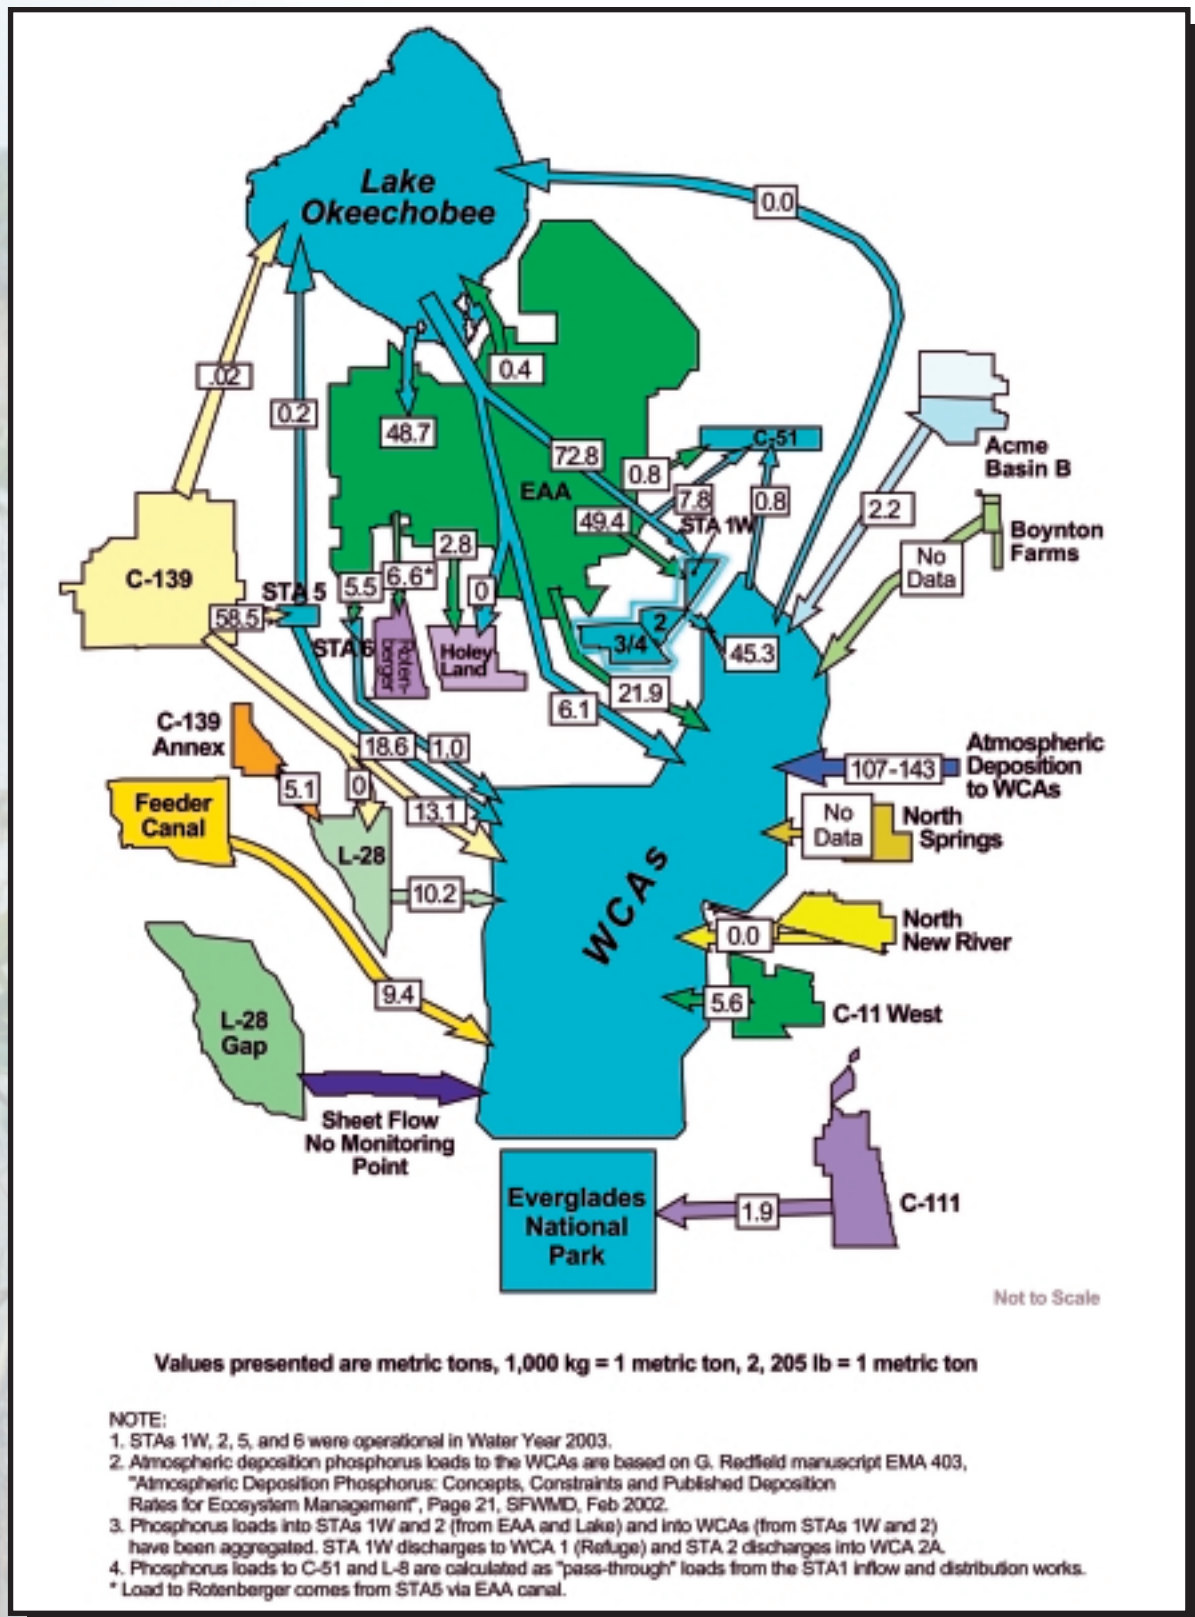 Lake
Okeechobee
0.0
.02
0.2
0.4
48.7
72.8
C-51
0.8
EAA
7.8
0.8
49.4
STA 1W
2.2
Acme
Basin B
Boynton
Farms
No
Data
C-139
2.8
5.5
6.6*
0
STA 5
58.5
STA 6
Roten-
berger
Holey
Land
2
3/4
45.3
21.9
6.1
C-139
Annex
18.6
1.0
5.1
0
13.1
Atmospheric
Deposition
to WCAs
107-143
Feeder
Canal
No
Data
North
Springs
L-28
10.2
WCAs
North
New River
0.0
9.4
5.6
C-11 West
L-28
Gap
Sheet Flow
No Monitoring
Point
Everglades
National
Park
1.9
C-111
Not to Scale
Values presented are metric tons, 1,000 kg = 1 metric ton, 2, 205 lb = 1 metric ton
NOTE:
1. STAs 1W, 2, 5, and 6 were operational in Water Year 2003.
2. Atmospheric deposition phosphorus loads to the WCAs are based on G. Redfield manuscript EMA 403,
"Atmospheric Deposition Phosphorus: Concepts, Constraints and Published Deposition
Rates for Ecosystem Management", Page 21, SFWMD, Feb 2002.
3. Phosphorus loads into STAs 1W and 2 (from EAA and Lake) and into WCAs (from STAs 1W and 2)
have been aggregated. STA 1W discharges to WCA 1 (Refuge) and STA 2 discharges into WCA 2A.
4. Phosphorus loads to C-51 and L-8 are calculated as "pass-through" loads from the STA1 inflow and distribution works.
* Load to Rotenberger comes from STA5 via EAA canal.